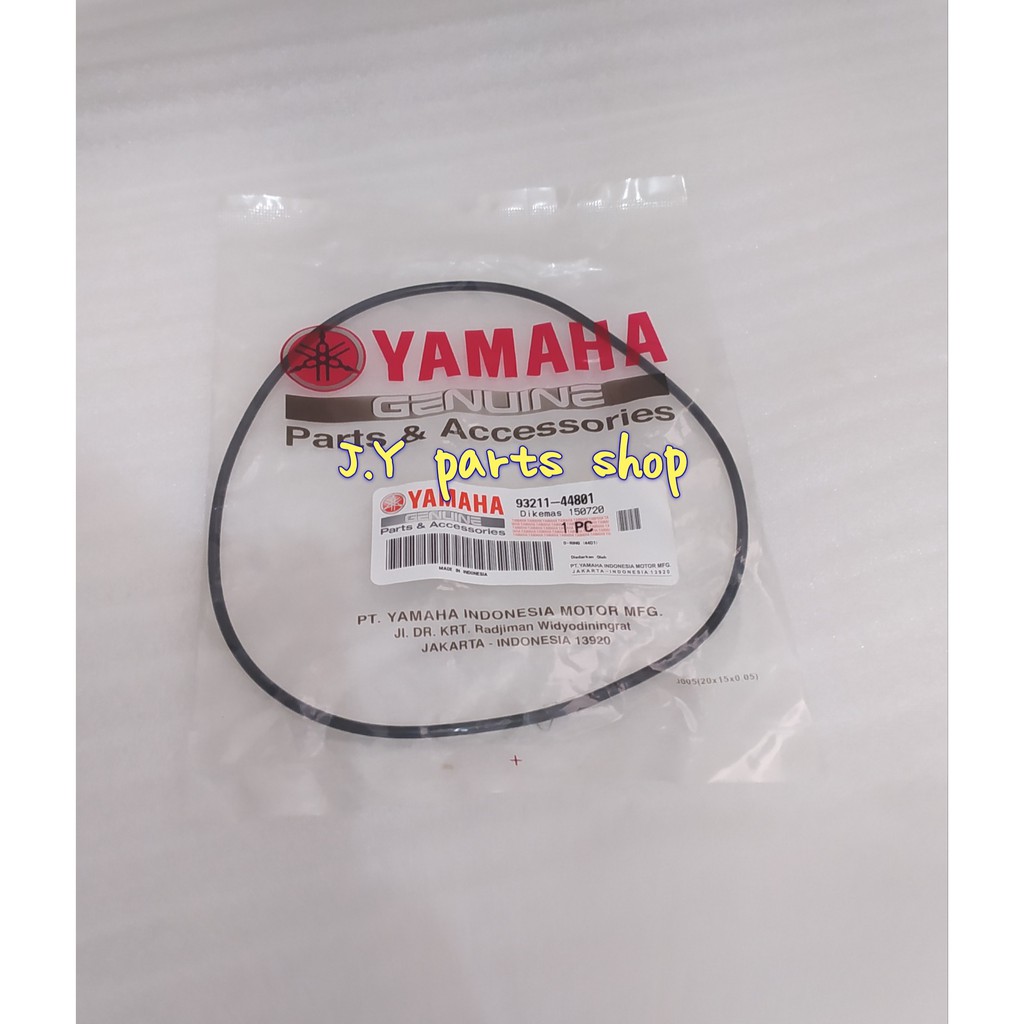 YAMAHA
GENUINE
Parts & Accessories
J.Y parts shop
YAMAHA 93211-44801
GENUINE Dikemas 150720
Parts & Accessories 1 PC
MADE IN INDONESIA
PT. YAMAHA INDONESIA MOTOR MFG.
JAKARTA-INDONESIA 13920
PT. YAMAHA INDONESIA MOTOR MFG.
Jl. DR. KRT. Radjiman Widyodiningrat
JAKARTA - INDONESIA 13920
(20x15x0.05)